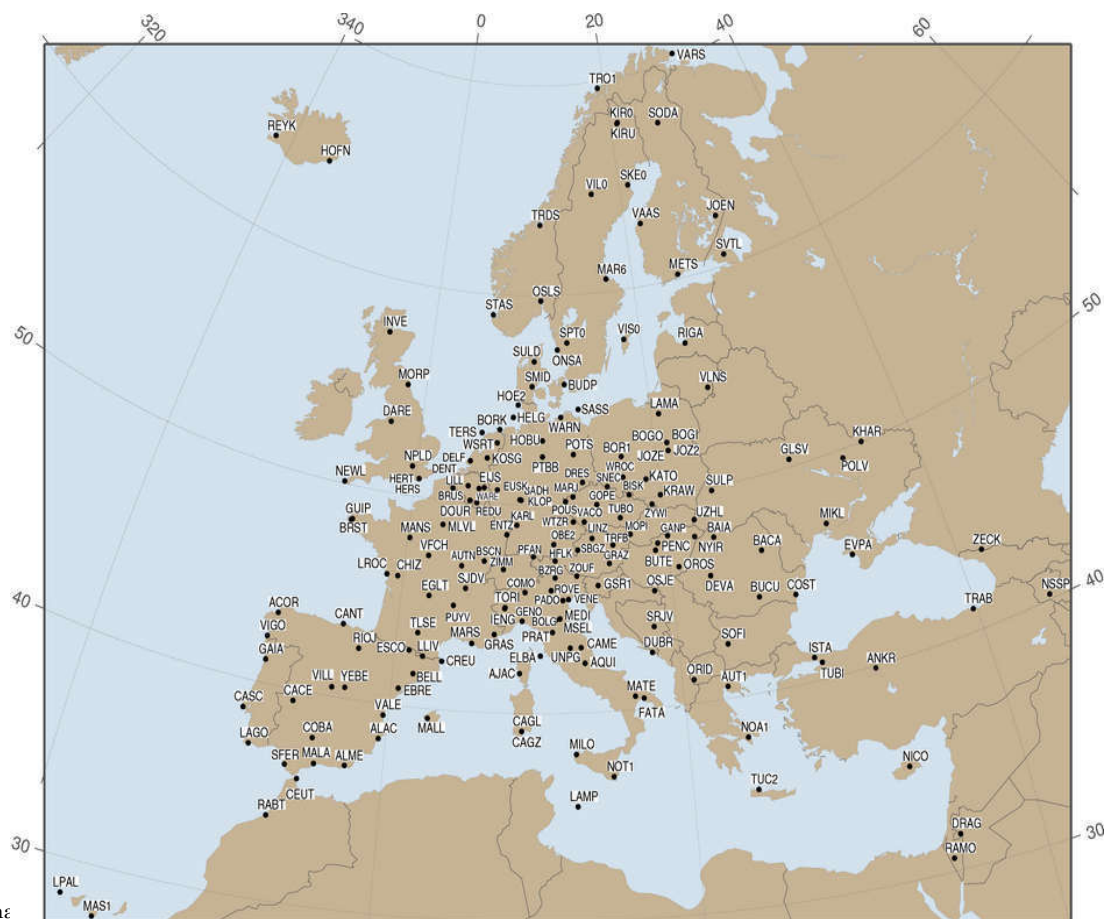 320
340
0
20
40
60
VARS
TRO1
KIR0
KIRU
SODA
REYK
HOFN
SKE0
VIL0
JOEN
VAAS
TRDS
SVTL
METS
MAR6
OSLS
STAS
50
INVE
VIS0
SPT0
RIGA
ONSA
SULD
50
MORP
SMID
BUDP
VLNS
HOE2
DARE
HELG
SASS
LAMA
BORK
WARN
TERS
HOBU
POTS
BOGO
BOGI
KHAR
WSRT
BOR1
JOZE
JOZ2
GLSV
NPLD
DELF
KOSG
PTBB
WROC
POLV
NEWL
DENT
HERT
HERS
LILL
EIJS
DRES
SNEC
KATO
SULP
EUSK
SADH
MARJ
BISK
KRAW
BRUS
WARE
KLOP
GOPE
GUIP
DOUR
REDU
POUS
TUBO
ZYWI
UZHL
MIKL
BRST
MANS
MLVL
KARL
WTZR
VACO
LINZ
MOPI
GANP
BAIA
ENTZ
OBE2
TRFB
PENC
NYIR
BACA
EVPA
ZECK
VFCH
AUTN
BSCN
PFAN
HFLK
SBGZ
GRAZ
BUTE
OROS
LROC
CHIZ
ZIMM
BZRG
ZOUF
GSR1
OSJE
DEVA
BUCU
COST
40
EGLT
SJDV
COMO
ROVE
NSSP
TORI
PADO
VENE
TRAB
40
ACOR
CANT
PUYV
IENG
GENO
BOLG
MEDI
SRJV
VIGO
RIOJ
TLSE
MARS
GRAS
PRAT
MSEL
DUBR
SOFI
GAIA
ESCO
LLIV
CREU
ELBA
UNPG
CAME
AQUI
ISTA
TUBI
ANKR
VILL
YEBE
BELL
AJAC
ORID
AUT1
CASC
CACE
EBRE
MATE
FATA
VALE
LAGO
COBA
ALAC
MALL
CAGL
CAGZ
NOA1
SFER
MALA
ALME
MILO
NICO
CEUT
NOT1
TUC2
RABT
LAMP
DRAG
30
30
RAMO
LPAL
MAS1